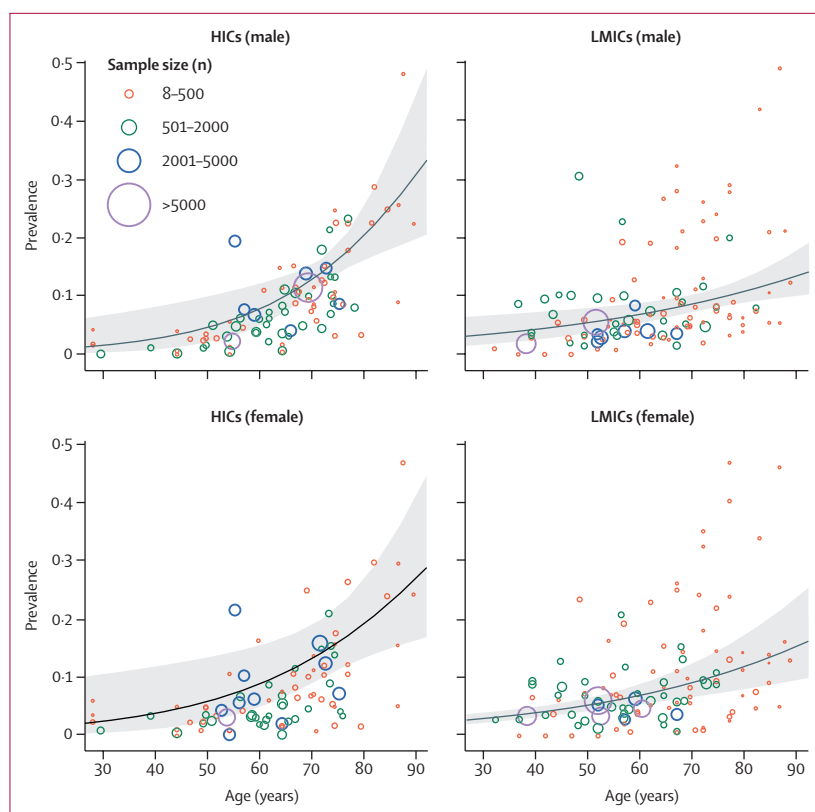 HICs (male)
LMICs (male)
0·5
0·4
0·3
0·2
0·1
0
Prevalence
Sample size (n)
8–500
501–2000
2001–5000
>5000
HICs (female)
LMICs (female)
0·5
0·4
0·3
0·2
0·1
0
Prevalence
30 40 50 60 70 80 90
30 40 50 60 70 80 90
Age (years)
Age (years)